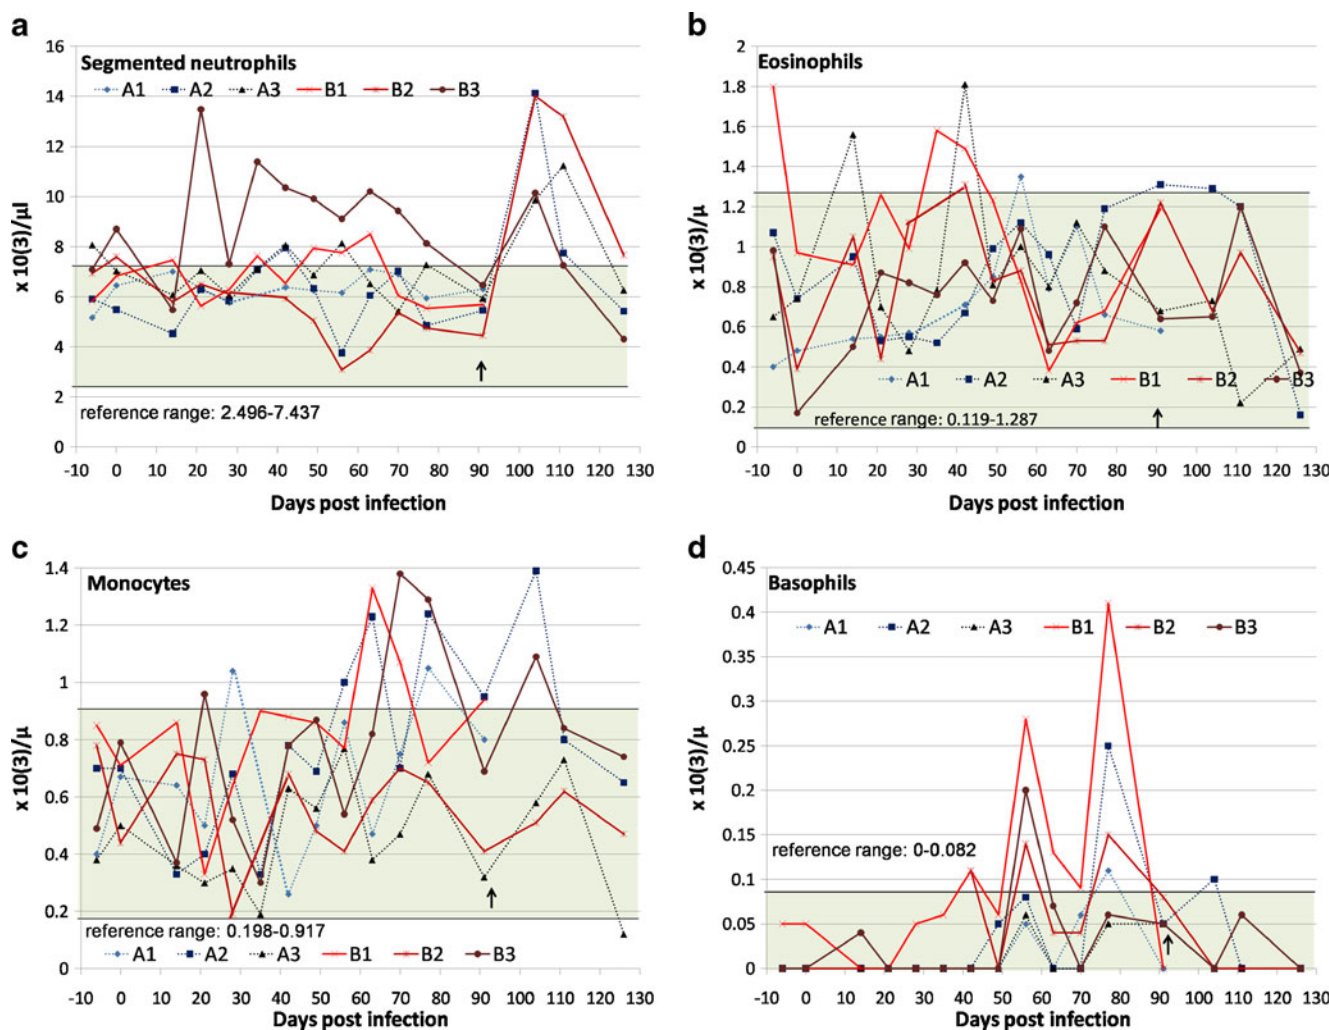 a
Segmented neutrophils
A1 A2 A3 B1 B2 B3
16
14
12
10
8
6
4
2
0
x 10(3)/µl
reference range: 2.496-7.437
-10 0 10 20 30 40 50 60 70 80 90 100 110 120 130
Days post infection
b
Eosinophils
2
1.8
1.6
1.4
1.2
1
0.8
0.6
0.4
0.2
0
x 10(3)/µ
A1 A2 A3 B1 B2 B3
reference range: 0.119-1.287
-10 0 10 20 30 40 50 60 70 80 90 100 110 120 130
Days post infection
c
Monocytes
1.4
1.2
1
0.8
0.6
0.4
0.2
0
x 10(3)/µ
reference range: 0.198-0.917
A1 A2 A3 B1 B2 B3
-10 0 10 20 30 40 50 60 70 80 90 100 110 120 130
Days post infection
d
Basophils
A1 A2 A3 B1 B2 B3
0.45
0.4
0.35
0.3
0.25
0.2
0.15
0.1
0.05
0
x 10(3)/µ
reference range: 0-0.082
-10 0 10 20 30 40 50 60 70 80 90 100 110 120 130
Days post infection